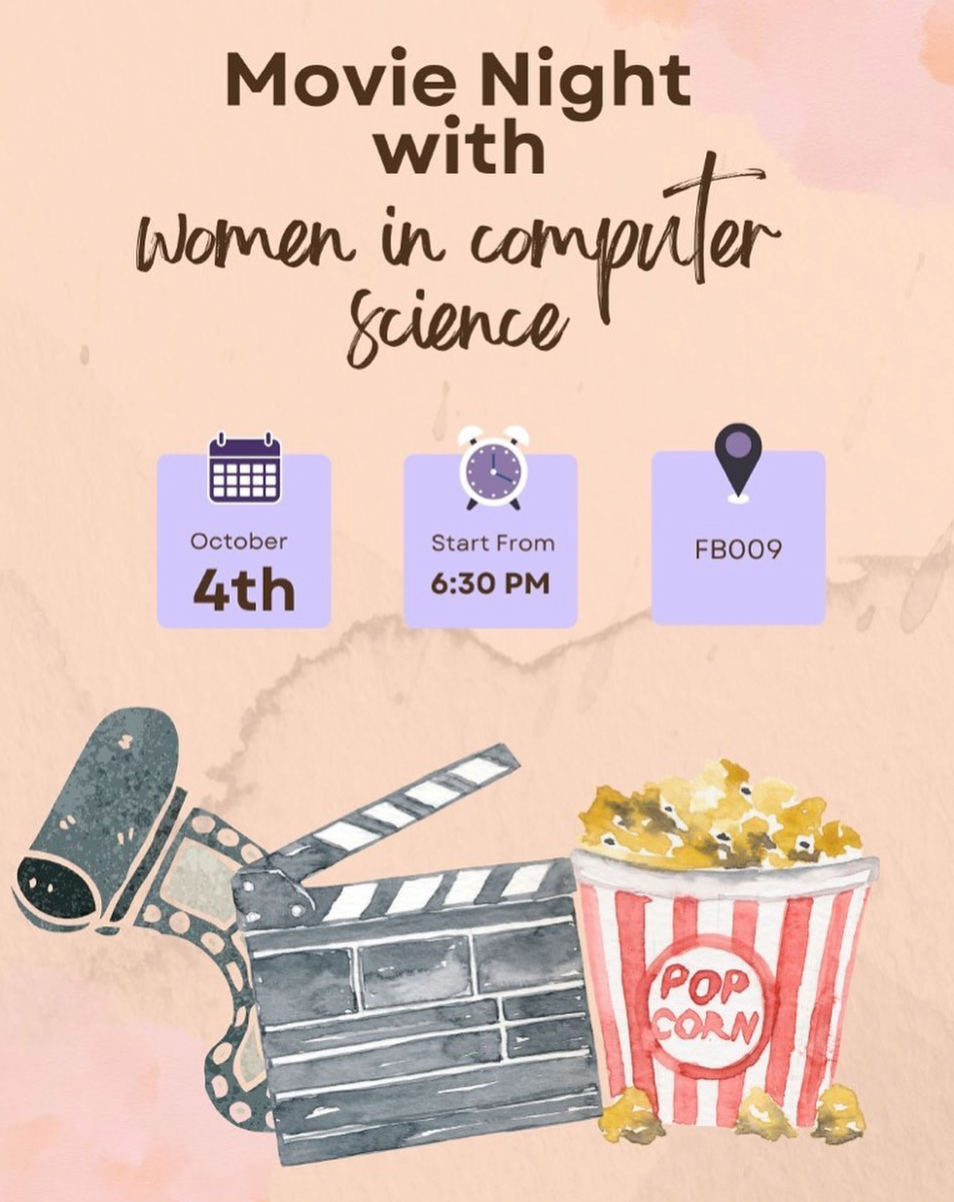 Movie Night
with
women in computer
science
October
4th
Start From
6:30 PM
FB009
POP
CORN